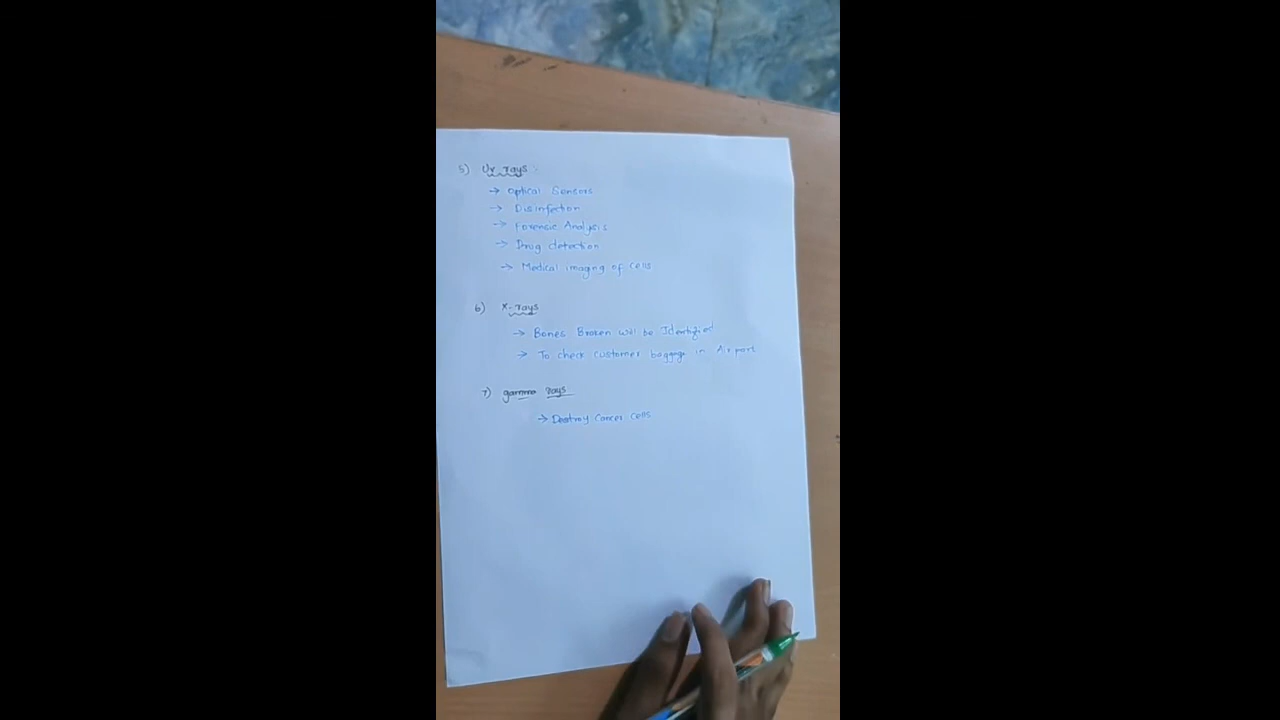 5) Uv rays :
→ Optical Sensors
→ Disinfection
→ Forensic Analysis
→ Drug detection
→ Medical imaging of cells
6) X-rays
→ Bones Broken will be Identified
→ To check customer baggage in Airport
7) gamma rays
→ Destroy Cancer cells